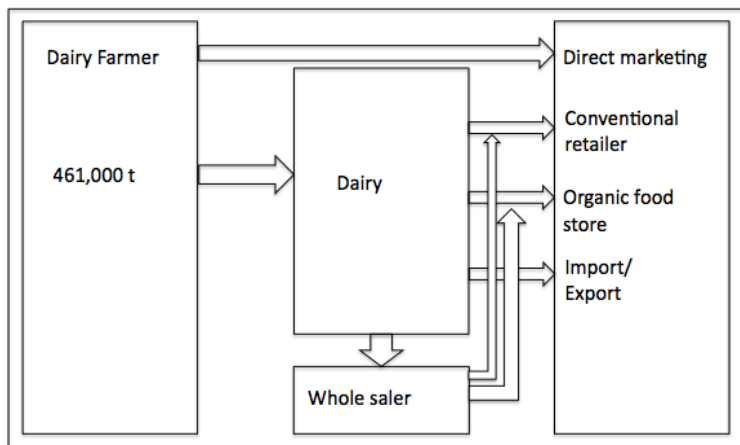 Dairy Farmer
461,000 t
Dairy
Whole saler
Direct marketing
Conventional
retailer
Organic food
store
Import/
Export